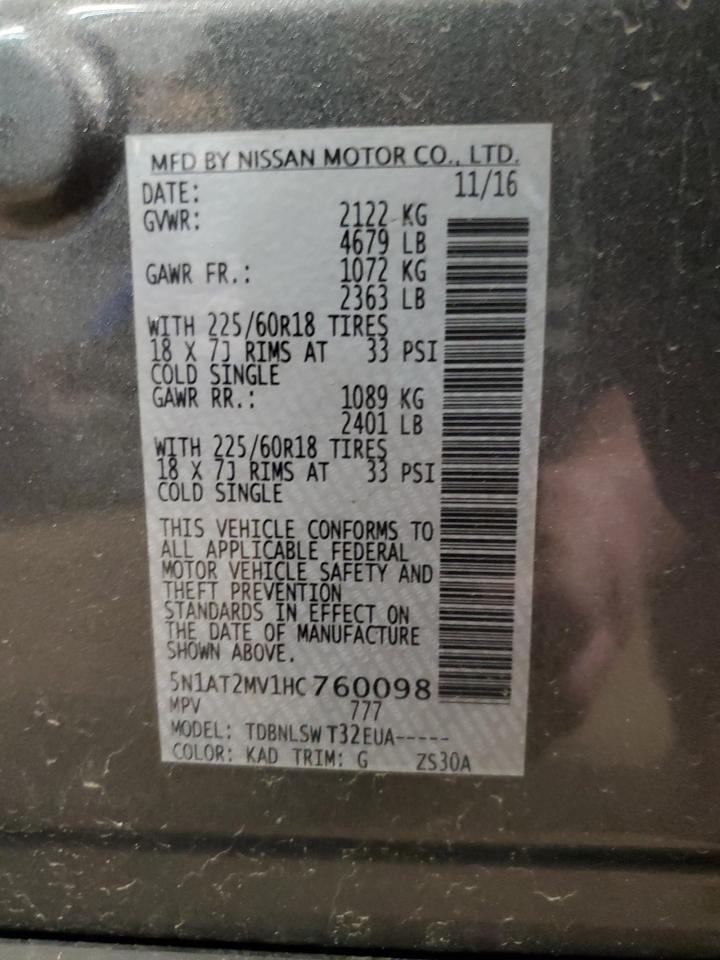 MFD BY NISSAN MOTOR CO., LTD.
DATE: 11/16
GVWR: 2122 KG
4679 LB
GAWR FR.: 1072 KG
2363 LB
WITH 225/60R18 TIRES
18 X 7J RIMS AT 33 PSI
COLD SINGLE
GAWR RR.: 1089 KG
2401 LB
WITH 225/60R18 TIRES
18 X 7J RIMS AT 33 PSI
COLD SINGLE
THIS VEHICLE CONFORMS TO
ALL APPLICABLE FEDERAL
MOTOR VEHICLE SAFETY AND
THEFT PREVENTION
STANDARDS IN EFFECT ON
THE DATE OF MANUFACTURE
SHOWN ABOVE.
5N1AT2MV1HC760098
MPV 777
MODEL: TDBNLSW T32EUA-----
COLOR: KAD TRIM: G ZS30A